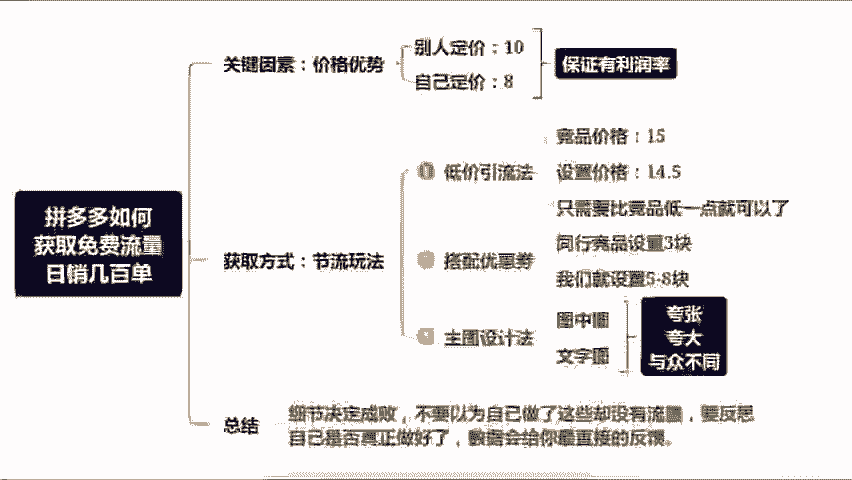 拼多多如何
获取免费流量
日销几百单
关键因素：价格优势
别人定价：10
自己定价：8
保证有利润率
获取方式：节流玩法
低价引流法
竞品价格：15
设置价格：14.5
只需要比竞品低一点就可以了
搭配优惠券
同行竞品设置3块
我们就设置5-8块
主图设计法
图中图
文字图
夸张
夸大
与众不同
总结
细节决定成败，不要以为自己做了这些却没有流量，要反思
自己是否真正做好了，数据会给你最直接的反馈。